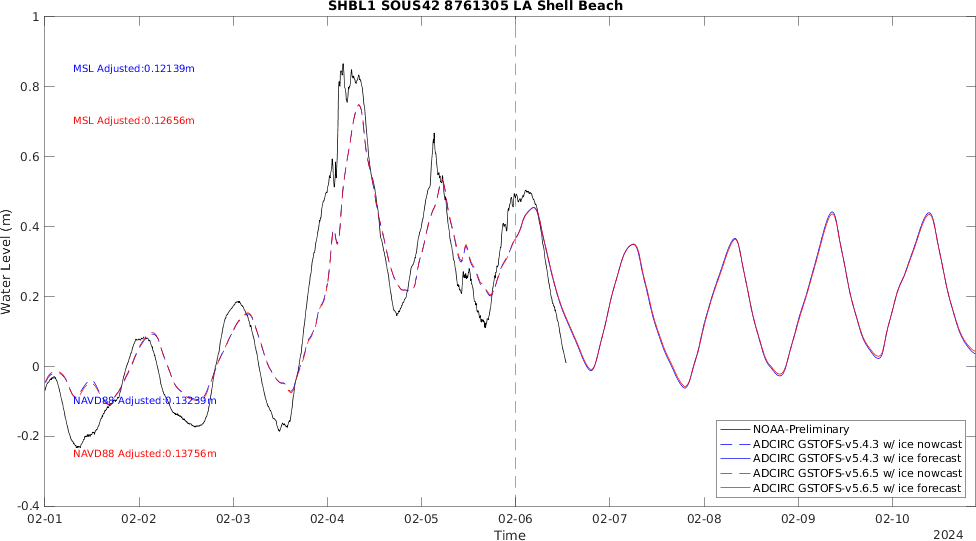 SHBL1 SOUS42 8761305 LA Shell Beach
1
0.8
0.6
0.4
0.2
0
-0.2
-0.4
Water Level (m)
MSL Adjusted:0.12139m
MSL Adjusted:0.12656m
NAVD88 Adjusted:0.13239m
NAVD88 Adjusted:0.13756m
NOAA-Preliminary
ADCIRC GSTOFS-v5.4.3 w/ ice nowcast
ADCIRC GSTOFS-v5.4.3 w/ ice forecast
ADCIRC GSTOFS-v5.6.5 w/ ice nowcast
ADCIRC GSTOFS-v5.6.5 w/ ice forecast
02-01 02-02 02-03 02-04 02-05 02-06 02-07 02-08 02-09 02-10
Time
2024